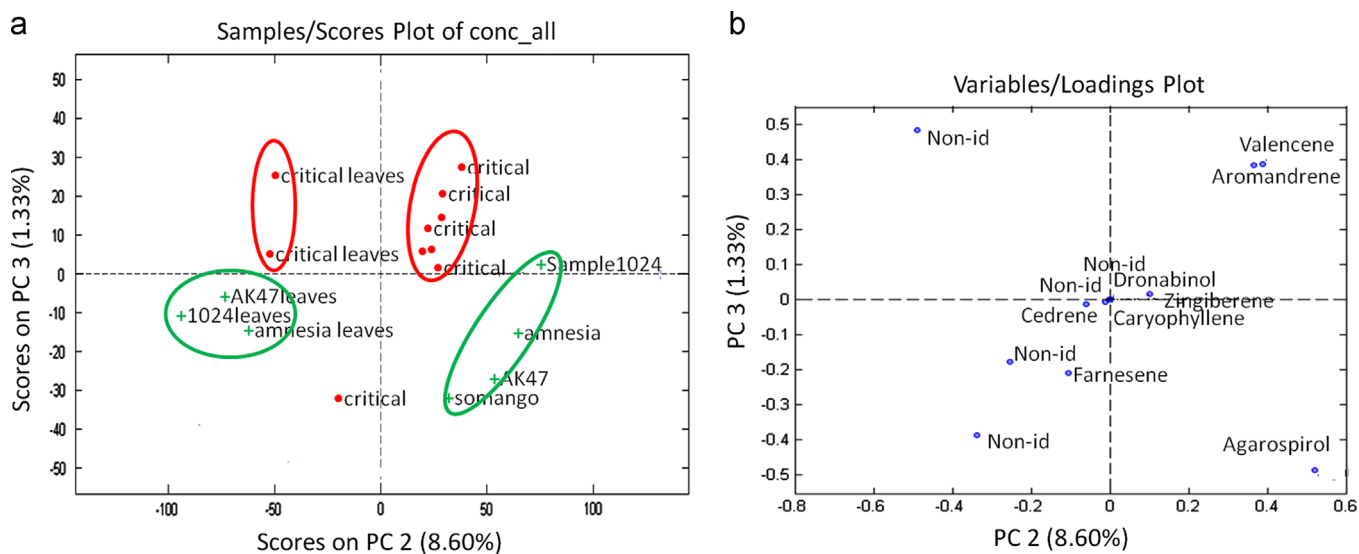 a
Samples/Scores Plot of conc_all
50
40
30
20
10
0
-10
-20
-30
-40
-50
-100
-50
0
50
100
Scores on PC 3 (1.33%)
Scores on PC 2 (8.60%)
critical leaves
critical leaves
critical
critical
critical
critical
Sample1024
AK47leaves
1024leaves
amnesia leaves
amnesia
AK47
somango
critical
b
Variables/Loadings Plot
0.5
0.4
0.3
0.2
0.1
0
-0.1
-0.2
-0.3
-0.4
-0.5
-0.8
-0.6
-0.4
-0.2
0
0.2
0.4
0.6
PC 3 (1.33%)
PC 2 (8.60%)
Non-id
Valencene
Aromandrene
Non-id
Dronabinol
Non-id
Zingiberene
Cedrene
Caryophyllene
Non-id
Farnesene
Non-id
Agarospirol